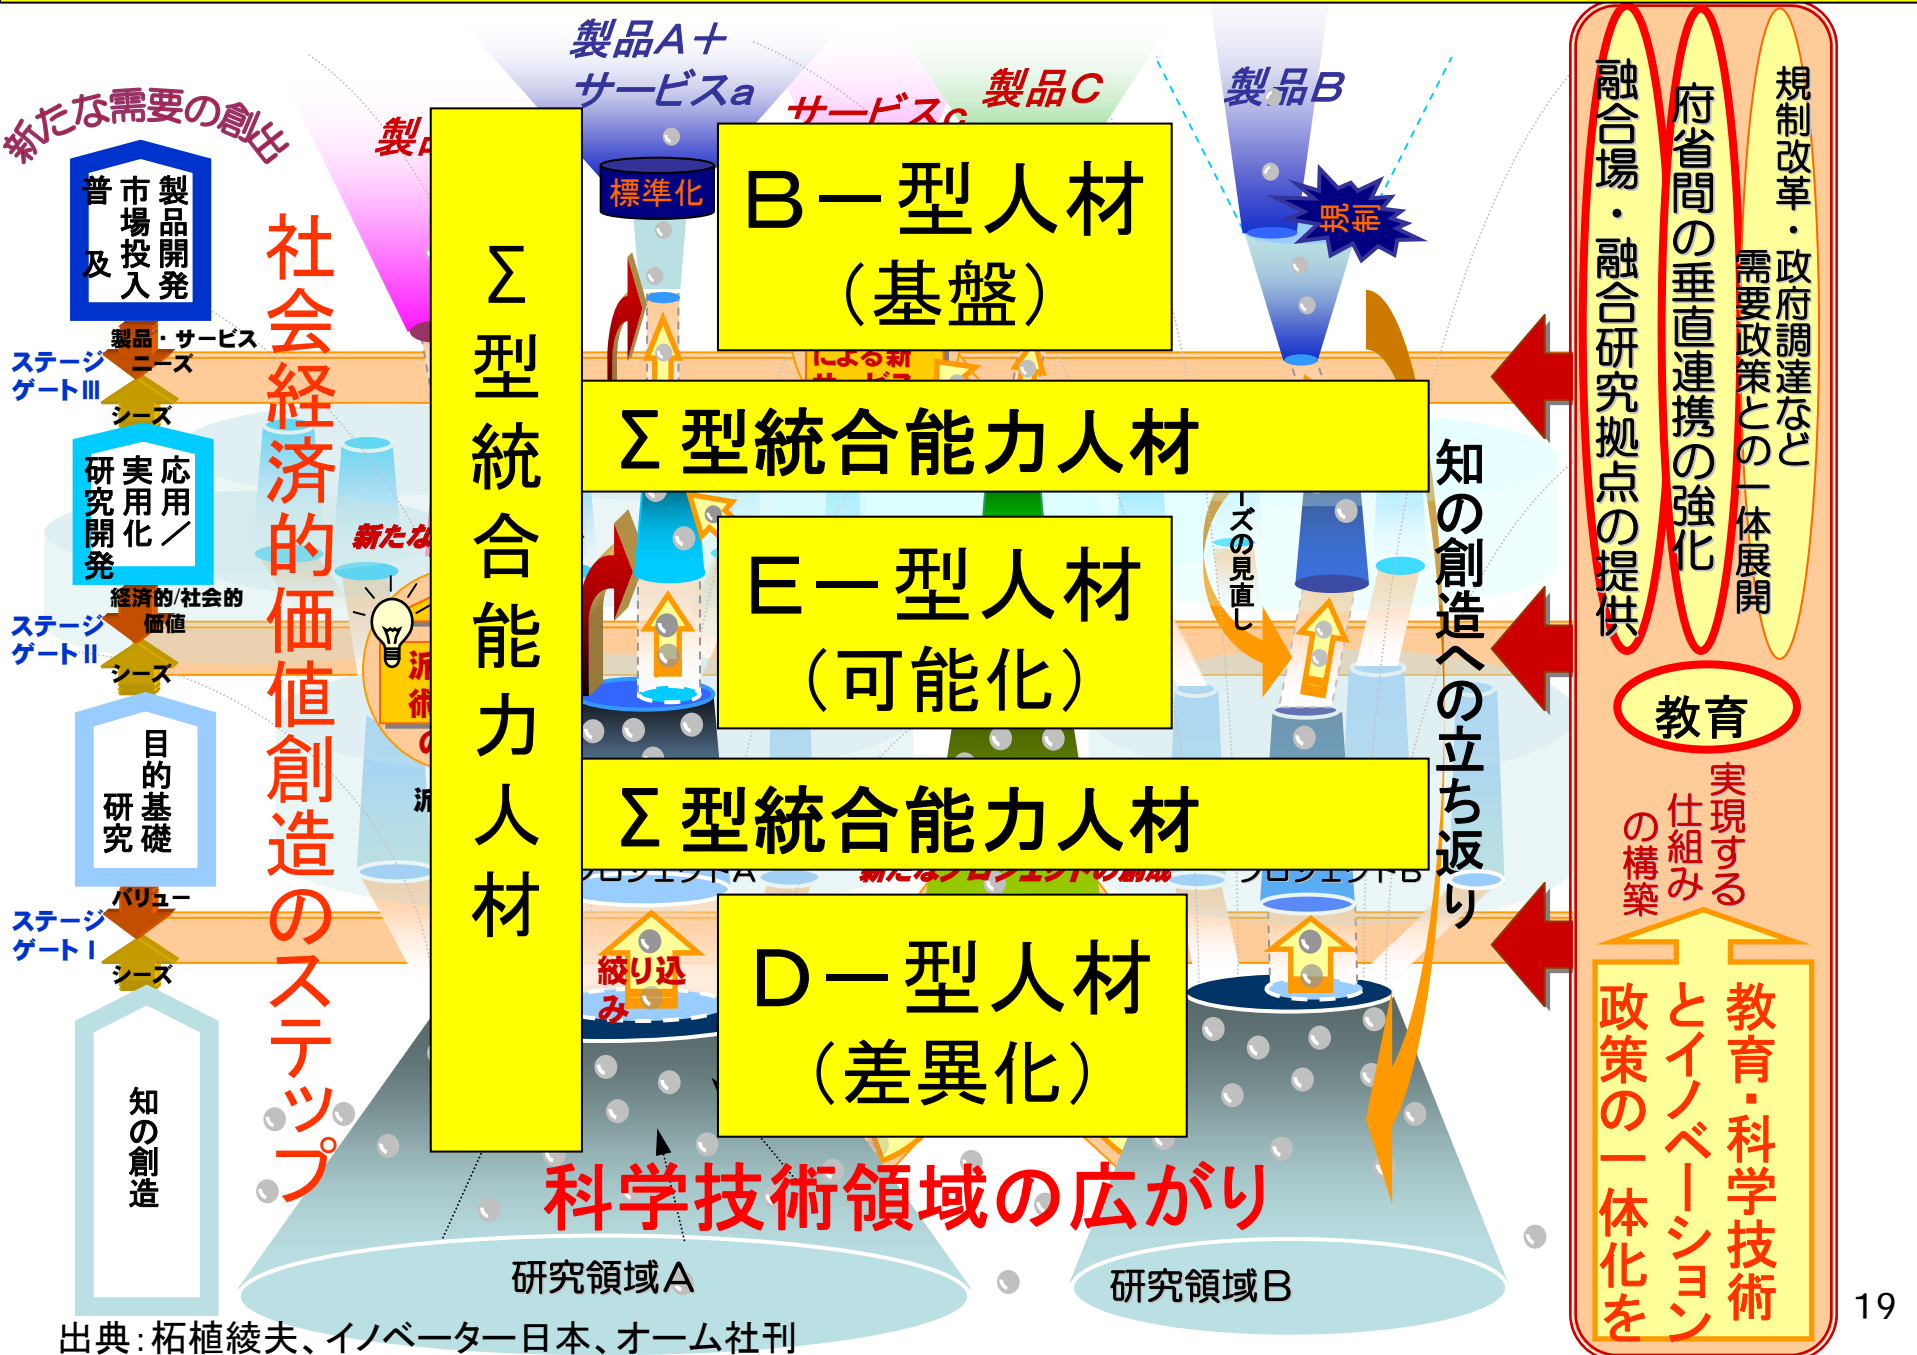 新たな需要の創出
製品開発
市場投入
普及
製品・サービス
ニーズ
ステージ
ゲートⅢ
シーズ
応用／
実用化
研究開発
経済的/社会的
価値
ステージ
ゲートⅡ
シーズ
目的基礎
研究
バリュー
ステージ
ゲートⅠ
シーズ
知の創造
社会経済的価値創造のステップ
製品A＋
サービスa
製品C
製品B
サービスc
標準化
規制
による新
Σ型統合能力人材
B－型人材
（基盤）
Σ型統合能力人材
E－型人材
（可能化）
Σ型統合能力人材
D－型人材
（差異化）
新たな
ズの見直し
絞り込
み
知の創造への立ち返り
科学技術領域の広がり
研究領域A
研究領域B
規制改革・政府調達など
需要政策との一体展開
府省間の垂直連携の強化
融合場・融合研究拠点の提供
教育
実現する
仕組み
の構築
教育・科学技術
とイノベーション
政策の一体化を
出典：柘植綾夫、イノベーター日本、オーム社刊
19